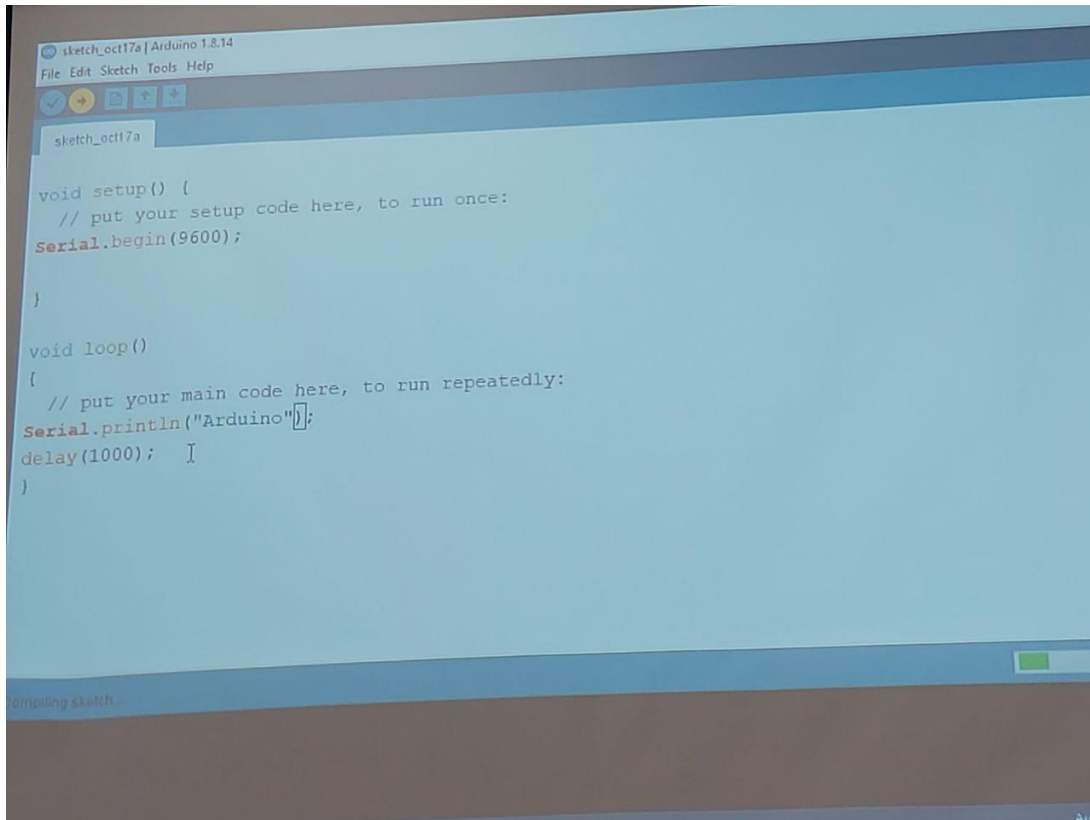 sketch_oct17a | Arduino 1.8.14
File Edit Sketch Tools Help
sketch_oct17a
void setup() {
// put your setup code here, to run once:
Serial.begin(9600);
}
void loop()
{
// put your main code here, to run repeatedly:
Serial.println("Arduino");
delay(1000);
}
Compiling sketch...